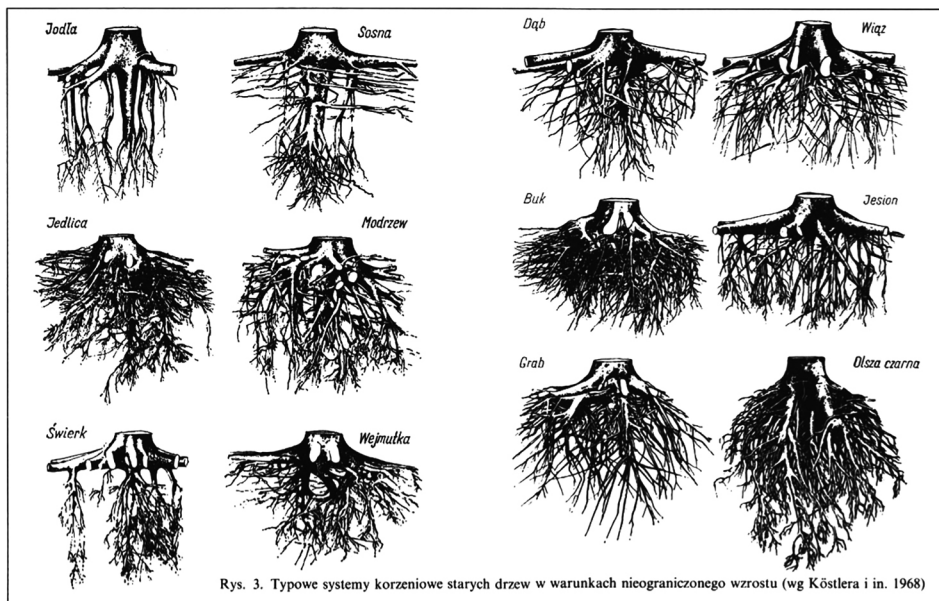 Jodła
Sosna
Dąb
Wiąz
Jedlica
Modrzew
Buk
Jesion
Świerk
Wejmutka
Grab
Olsza czarna
Rys. 3. Typowe systemy korzeniowe starych drzew w warunkach nieograniczonego wzrostu (wg Köstlera i in. 1968)